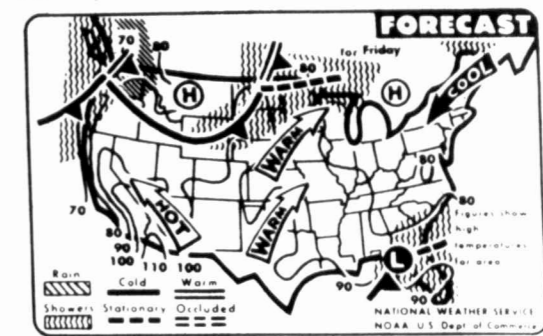 FORECAST
for Friday
70
80
80
H
H
COOL
WARM
HOT
WARM
80
70
80
90
100
110
100
90
L
90
80
Figures show
high
temperatures
for area
Rain
Cold
Warm
Showers
Stationary
Occluded
NATIONAL WEATHER SERVICE
NOAA U.S. Dept of Commerce